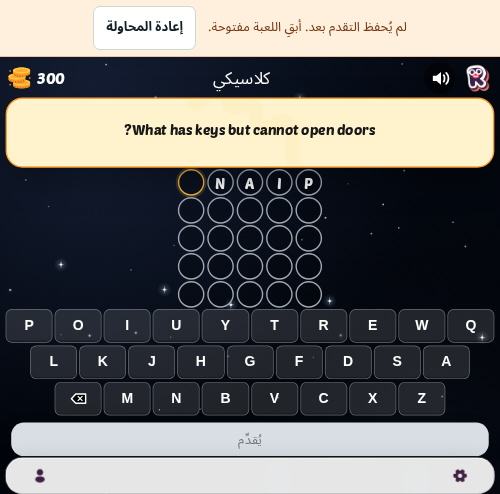 لم يُحفظ التقدم بعد. أبقِ اللعبة مفتوحة. إعادة المحاولة
كلاسيكي 300
?What has keys but cannot open doors
N A I P
P O I U Y T R E W Q
L K J H G F D S A
M N B V C X Z
يُقدِّم